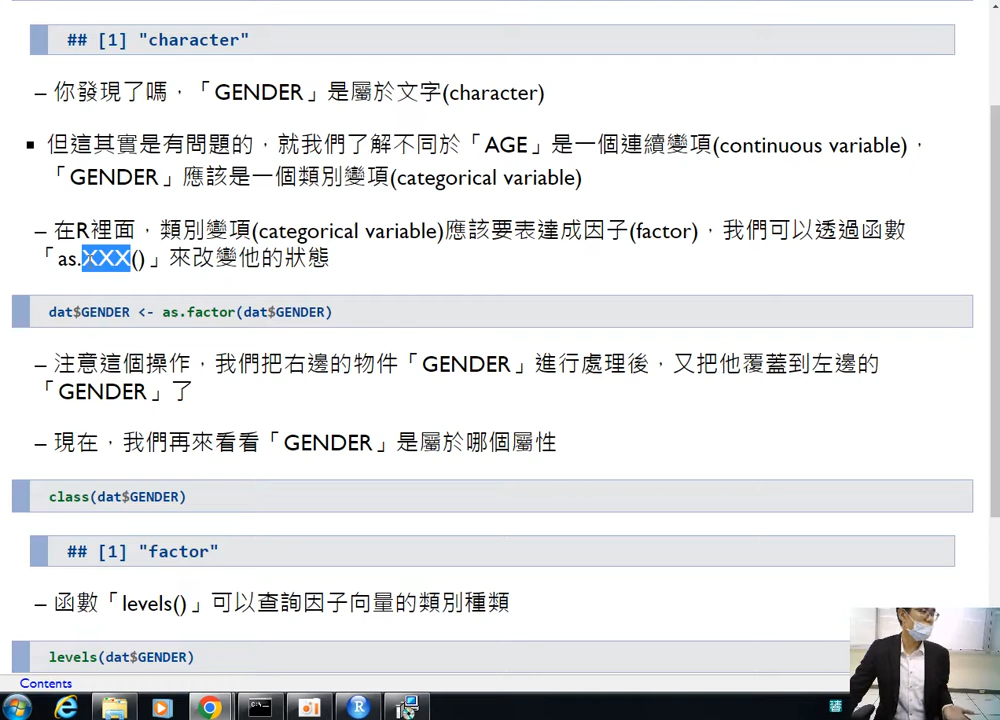 ## [1] "character"
– 你發現了嗎，「GENDER」是屬於文字(character)
▪ 但這其實是有問題的，就我們了解不同於「AGE」是一個連續變項(continuous variable)，
「GENDER」應該是一個類別變項(categorical variable)
– 在R裡面，類別變項(categorical variable)應該要表達成因子(factor)，我們可以透過函數
「as.XXX()」來改變他的狀態
dat$GENDER <- as.factor(dat$GENDER)
– 注意這個操作，我們把右邊的物件「GENDER」進行處理後，又把他覆蓋到左邊的
「GENDER」了
– 現在，我們再來看看「GENDER」是屬於哪個屬性
class(dat$GENDER)
## [1] "factor"
– 函數「levels()」可以查詢因子向量的類別種類
levels(dat$GENDER)
Contents